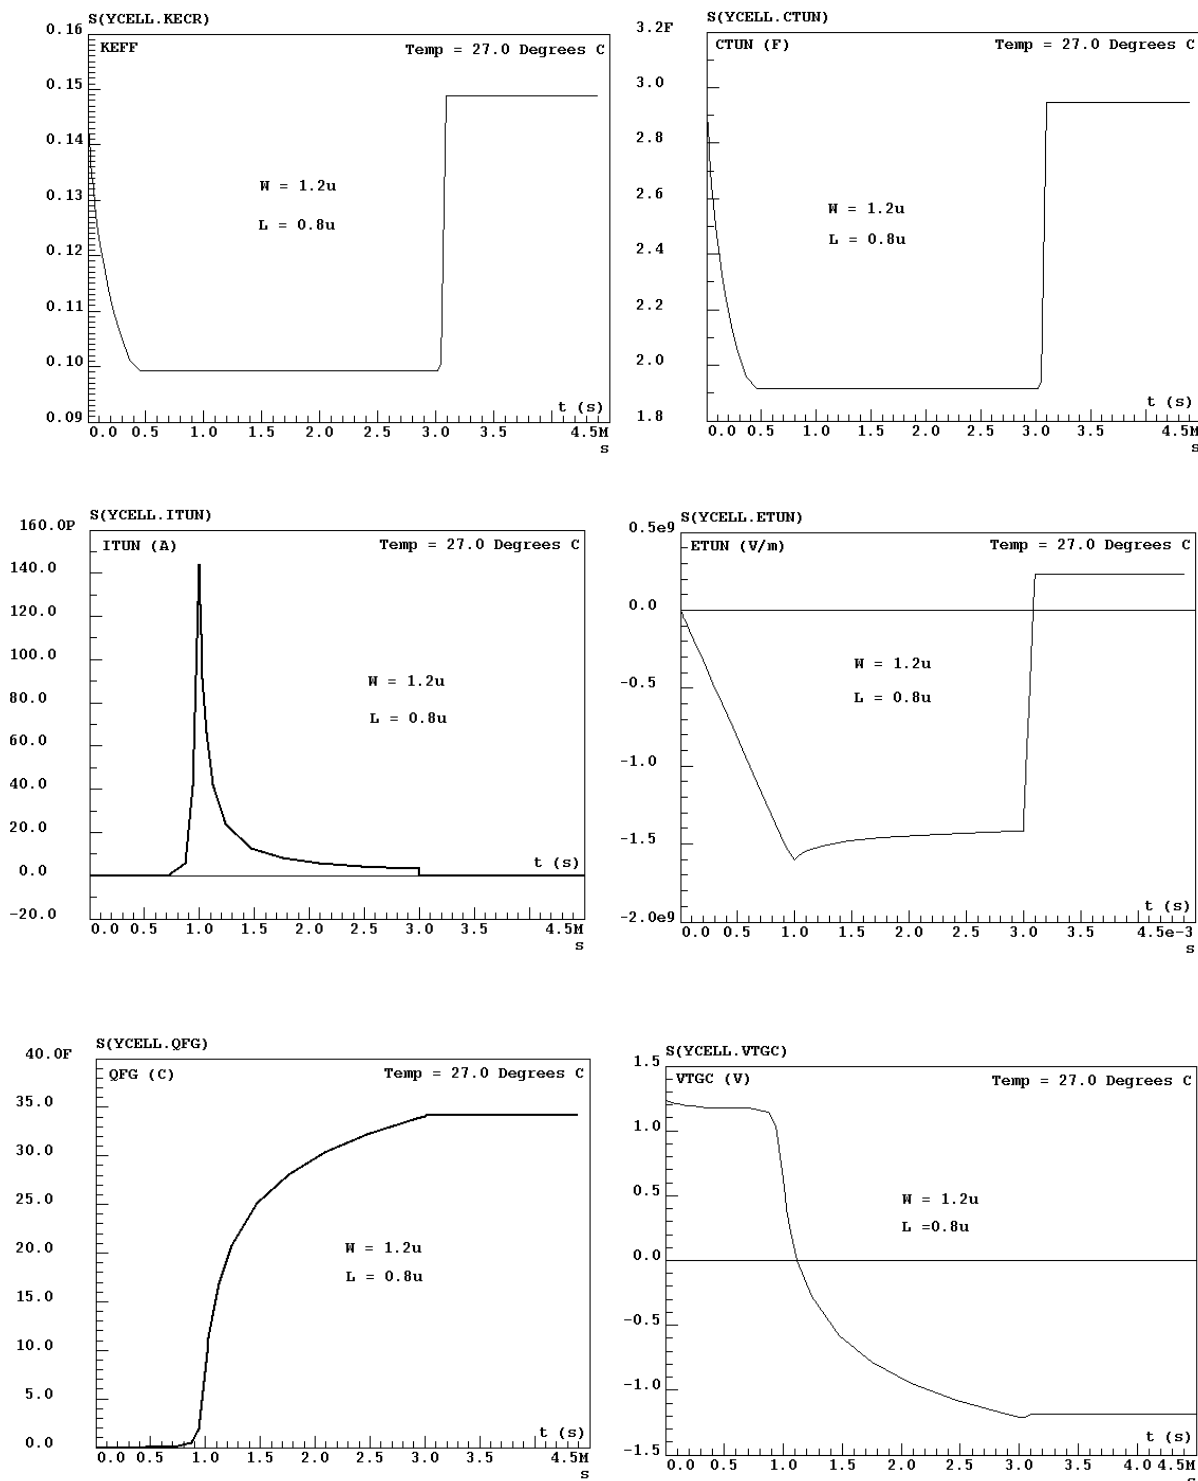 S(YCELL.KECR)
0.16
KEFF
Temp = 27.0 Degrees C
0.15
0.14
0.13
W = 1.2u
L = 0.8u
0.12
0.11
0.10
t (s)
0.09
0.0 0.5 1.0 1.5 2.0 2.5 3.0 3.5 4.5M
s
S(YCELL.CTUN)
3.2F
CTUN (F)
Temp = 27.0 Degrees C
3.0
2.8
2.6
W = 1.2u
L = 0.8u
2.4
2.2
2.0
t (s)
1.8
0.0 0.5 1.0 1.5 2.0 2.5 3.0 3.5 4.5M
s
S(YCELL.ITUN)
160.0P
ITUN (A)
Temp = 27.0 Degrees C
140.0
120.0
100.0
W = 1.2u
80.0
L = 0.8u
60.0
40.0
20.0
t (s)
0.0
-20.0
0.0 0.5 1.0 1.5 2.0 2.5 3.0 3.5 4.5M
s
S(YCELL.ETUN)
0.5e9
ETUN (V/m)
Temp = 27.0 Degrees C
0.0
W = 1.2u
-0.5
L = 0.8u
-1.0
-1.5
t (s)
-2.0e9
0.0 0.5 1.0 1.5 2.0 2.5 3.0 3.5 4.5e-3
s
S(YCELL.QFG)
40.0F
QFG (C)
Temp = 27.0 Degrees C
35.0
30.0
25.0
20.0
W = 1.2u
L = 0.8u
15.0
10.0
5.0
t (s)
0.0
0.0 0.5 1.0 1.5 2.0 2.5 3.0 3.5 4.5M
s
S(YCELL.VTGC)
1.5
VTGC (V)
Temp = 27.0 Degrees C
1.0
0.5
W = 1.2u
L =0.8u
0.0
-0.5
-1.0
t (s)
-1.5
0.0 0.5 1.0 1.5 2.0 2.5 3.0 3.5 4.0 4.5M
s